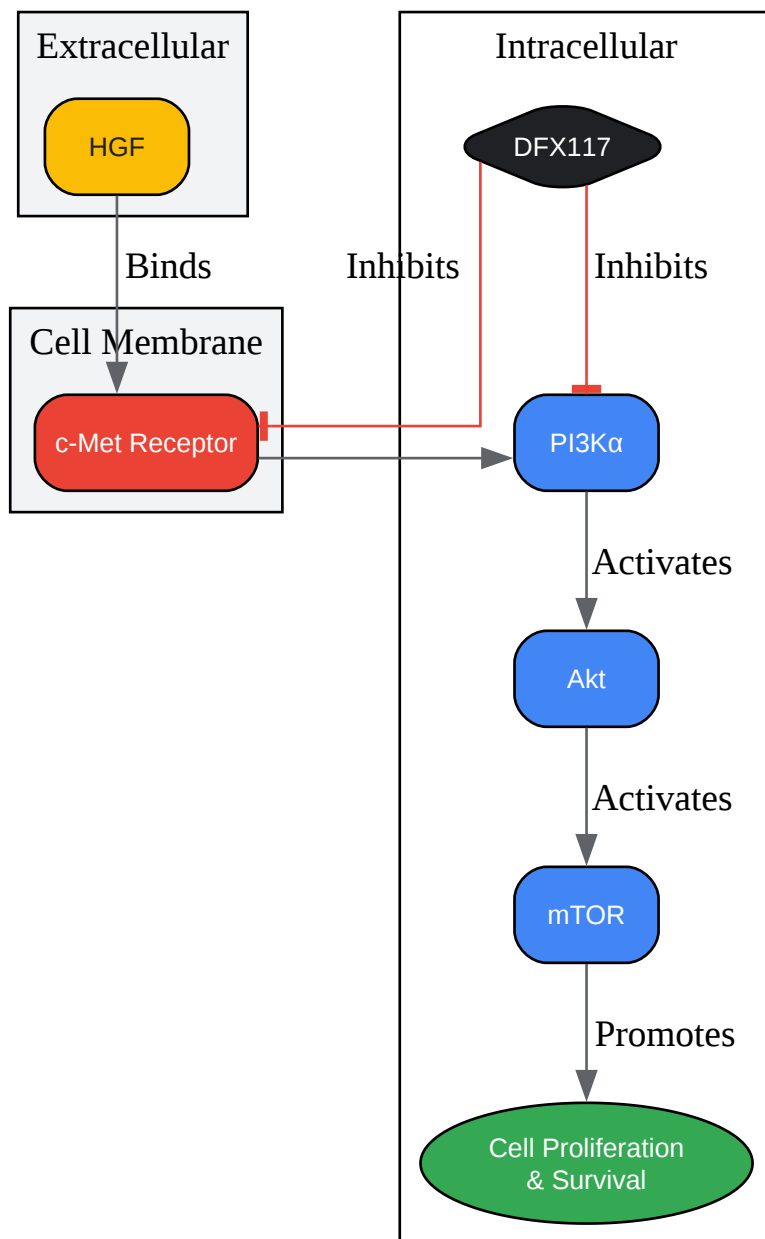 Extracellular
Intracellular
HGF
DFX117
Binds
Inhibits
Inhibits
Cell Membrane
c-Met Receptor
PI3Kα
Activates
Akt
Activates
mTOR
Promotes
Cell Proliferation
& Survival